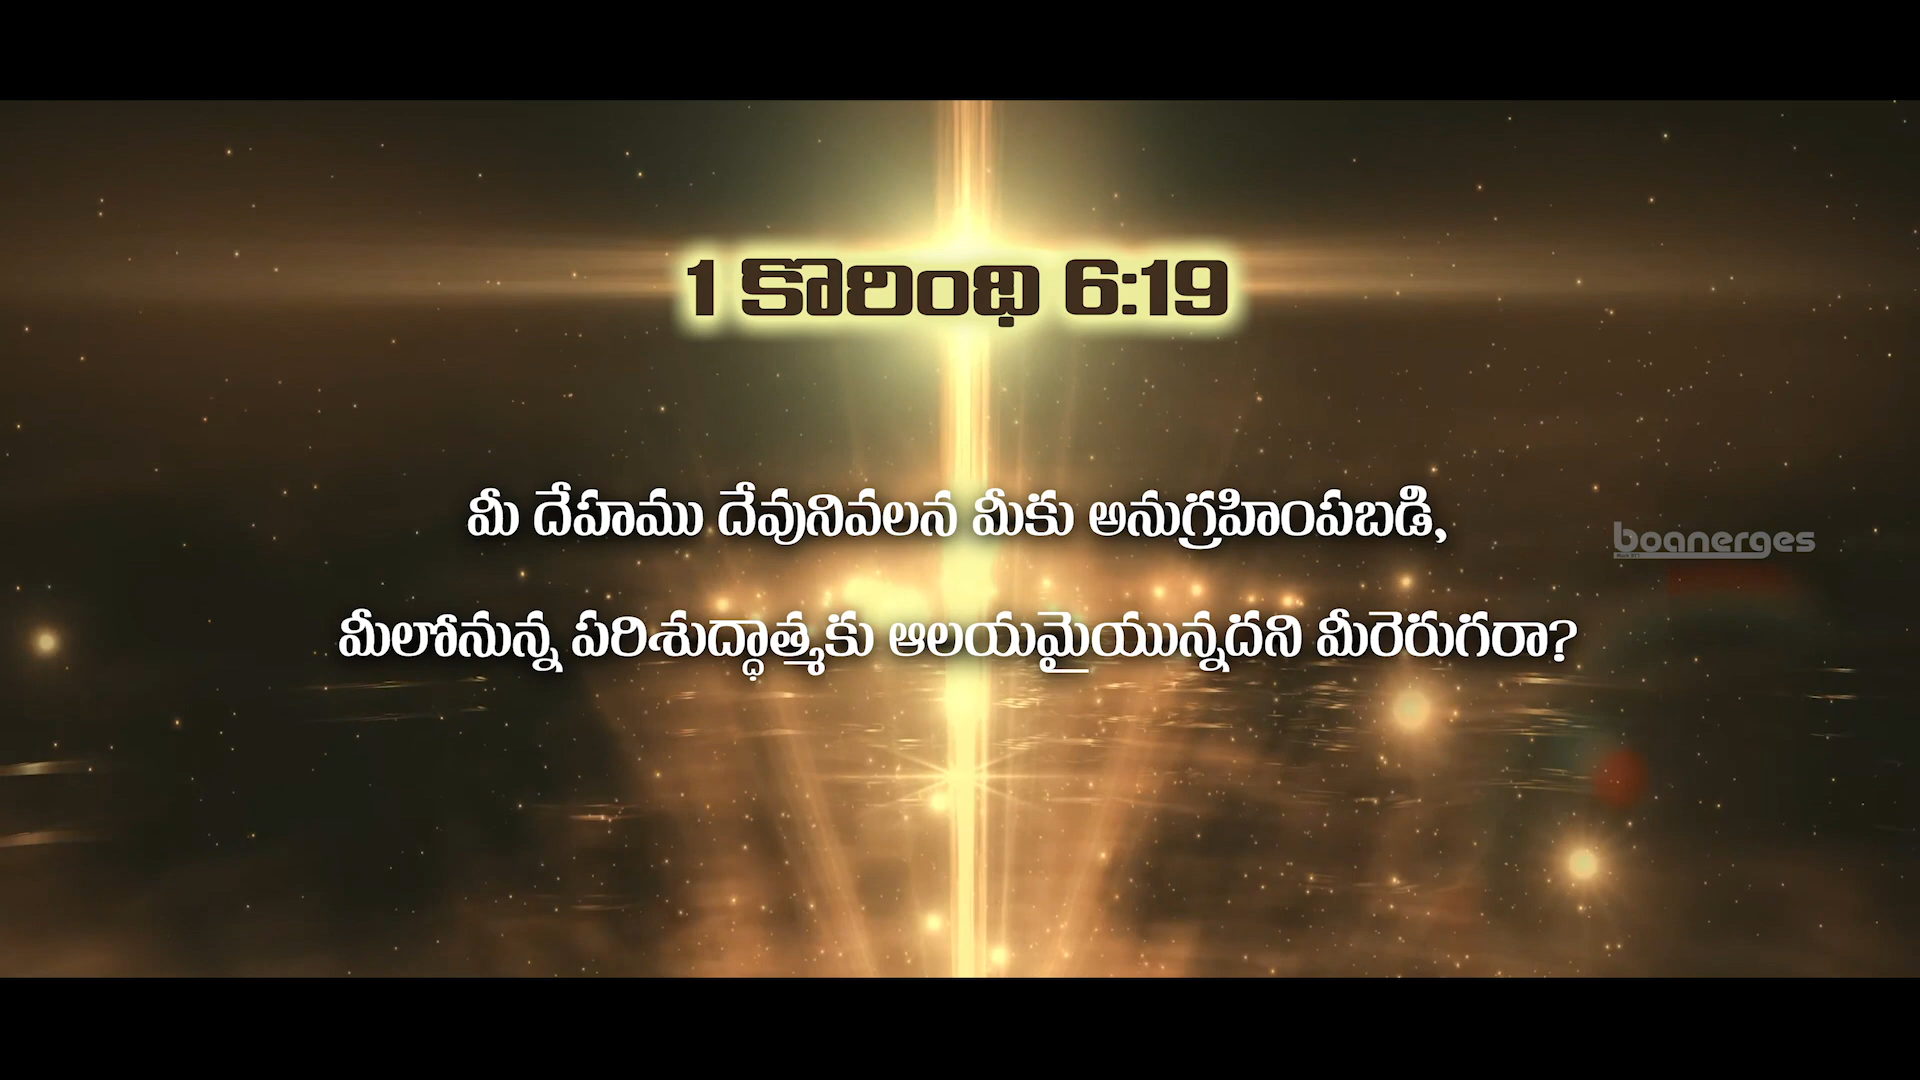 1 కొరింథి 6:19
మీ దేహము దేవునివలన మీకు అనుగ్రహింపబడి,
boanerges
మీలోనున్న పరిశుద్ధాత్మకు ఆలయమైయున్నదని మీరెరుగరా?